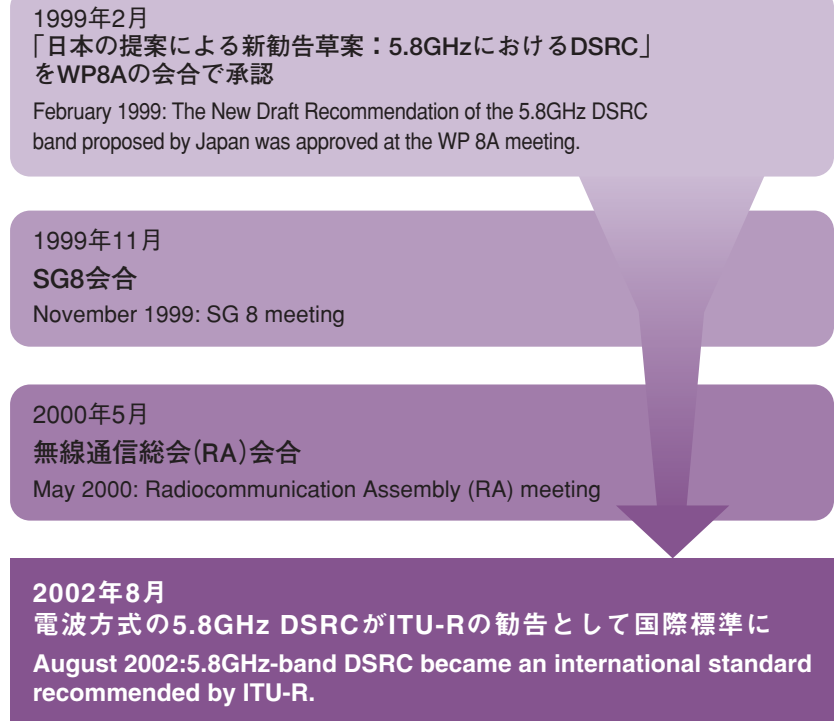 1999年2月
「日本の提案による新勧告草案：5.8GHzにおけるDSRC」
をWP8Aの会合で承認
February 1999: The New Draft Recommendation of the 5.8GHz DSRC
band proposed by Japan was approved at the WP 8A meeting.
1999年11月
SG8会合
November 1999: SG 8 meeting
2000年5月
無線通信総会(RA)会合
May 2000: Radiocommunication Assembly (RA) meeting
2002年8月
電波方式の5.8GHz DSRCがITU-Rの勧告として国際標準に
August 2002:5.8GHz-band DSRC became an international standard
recommended by ITU-R.